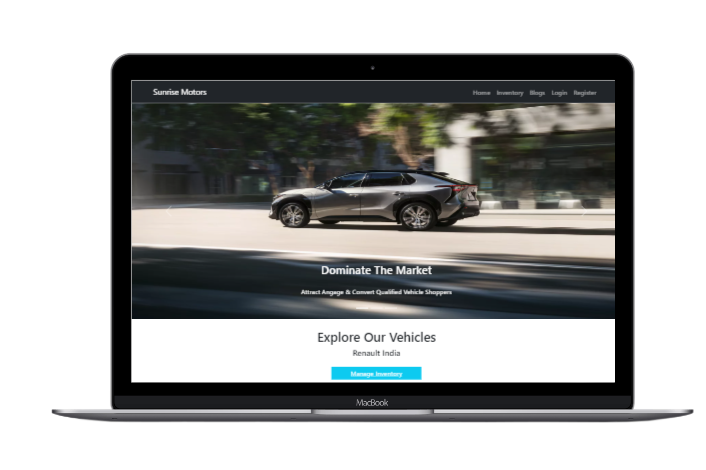 Sunrise Motors
Home Inventory Blogs Login Register
Dominate The Market
Attract Angage & Convert Qualified Vehicle Shoppers
Explore Our Vehicles
Renault India
Manage Inventory
MacBook